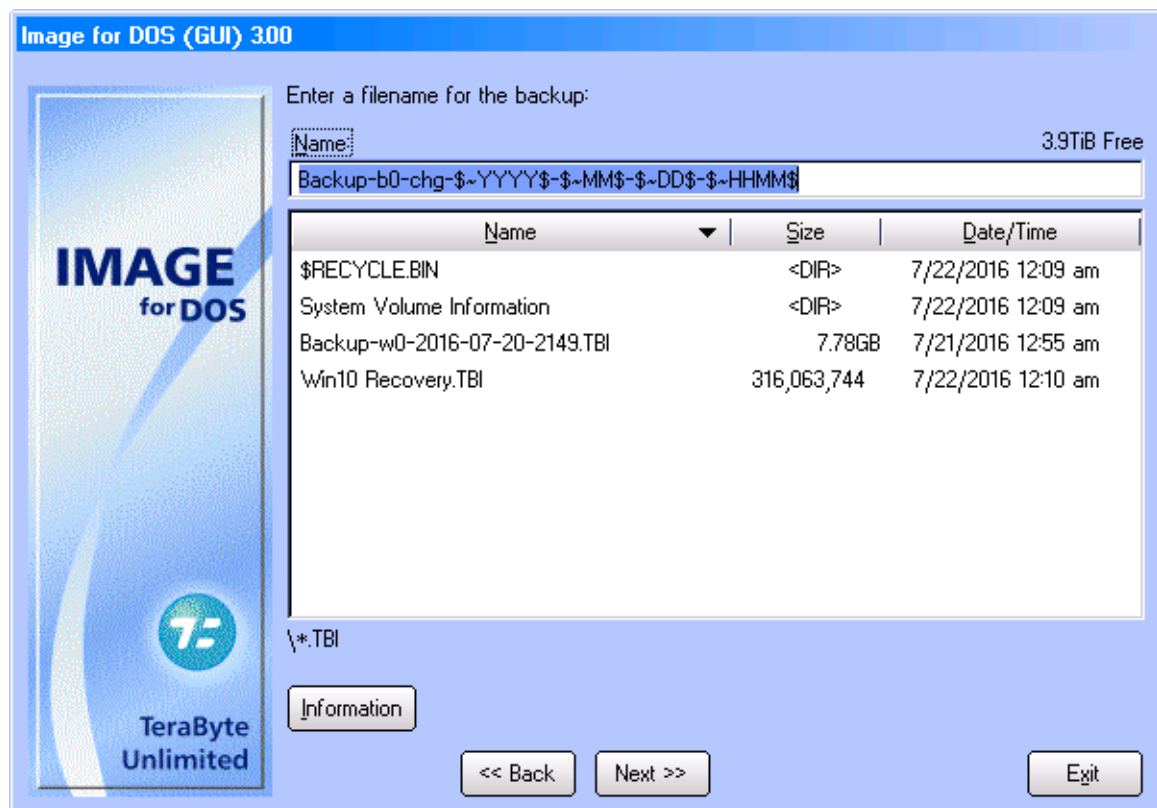 Image for DOS (GUI) 3.00
Enter a filename for the backup:
Name: 3.9TiB Free
Backup-b0-chg-$~YYYY$-$~MM$-$~DD$-$~HHMM$
Name Size Date/Time
$RECYCLE.BIN <DIR> 7/22/2016 12:09 am
System Volume Information <DIR> 7/22/2016 12:09 am
Backup-w0-2016-07-20-2149.TBI 7.78GB 7/21/2016 12:55 am
Win10 Recovery.TBI 316,063,744 7/22/2016 12:10 am
IMAGE
for DOS
\*.TBI
Information
TeraByte
Unlimited
<< Back Next >> Exit